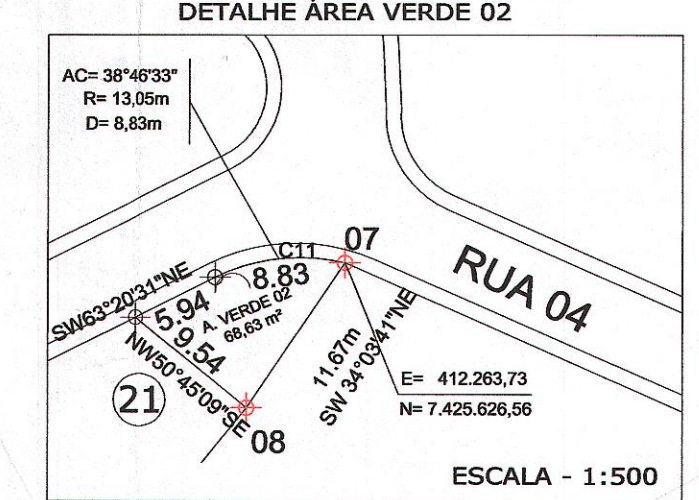 DETALHE ÁREA VERDE 02
AC= 38°46'33"
R= 13,05m
D= 8,83m
07
C11
8.83
RUA 04
SW63°20'31"NE
5.94
A. VERDE 02
68,63 m²
9.54
NW50°45'09"SE
11.67m
SW 34°03'41"NE
21
08
E= 412.263,73
N= 7.425.626,56
ESCALA - 1:500